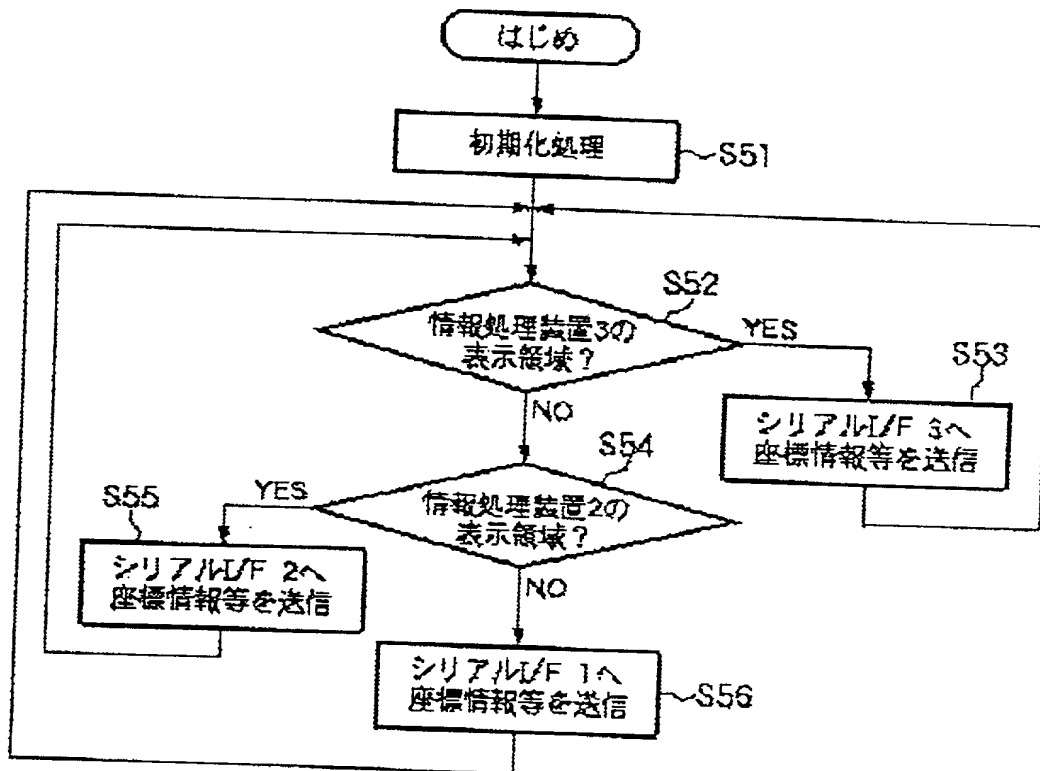 はじめ
初期化処理
S51
S52
情報処理装置3の
表示領域?
YES
S53
シリアルI/F 3へ
座標情報等を送信
NO
S54
情報処理装置2の
表示領域?
YES
S55
シリアルI/F 2へ
座標情報等を送信
NO
シリアルI/F 1へ
座標情報等を送信
S56